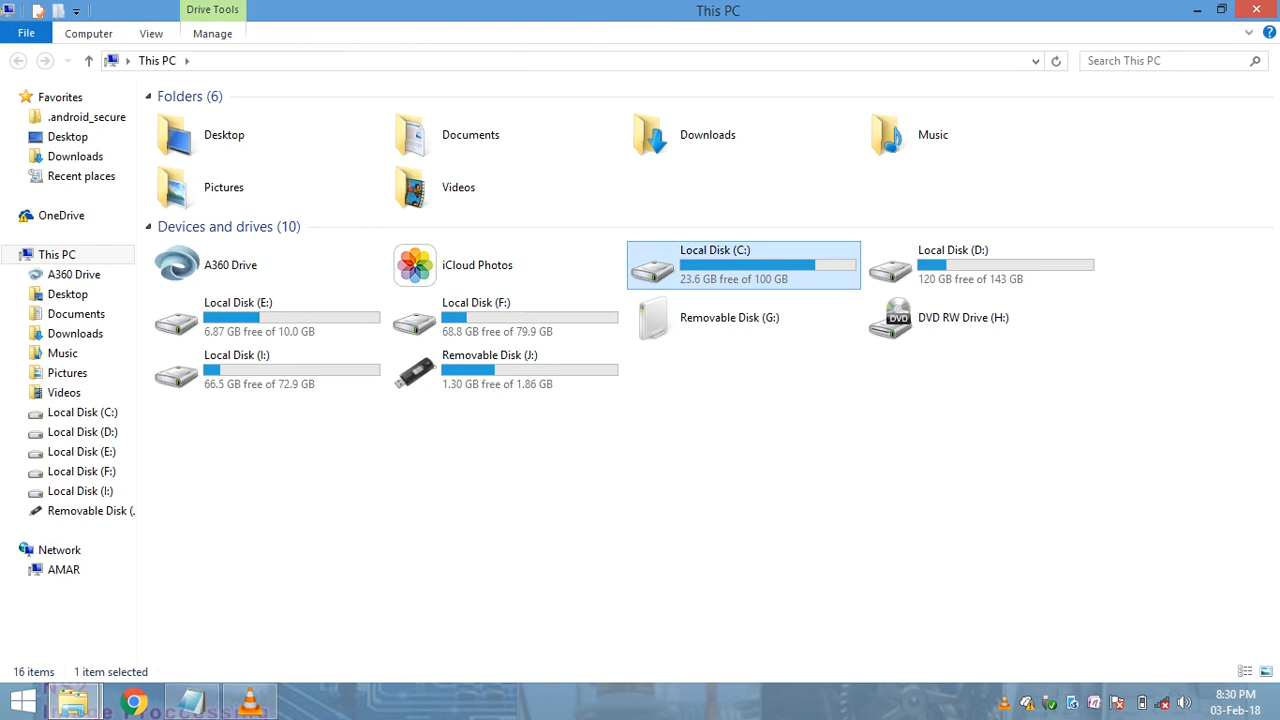 Drive Tools
This PC
File
Computer
View
Manage
This PC
Search This PC
Favorites
.android_secure
Desktop
Downloads
Recent places
OneDrive
This PC
A360 Drive
Desktop
Documents
Downloads
Music
Pictures
Videos
Local Disk (C:)
Local Disk (D:)
Local Disk (E:)
Local Disk (F:)
Local Disk (I:)
Removable Disk (.
Network
AMAR
Folders (6)
Desktop
Documents
Downloads
Music
Pictures
Videos
Devices and drives (10)
A360 Drive
iCloud Photos
Local Disk (C:)
23.6 GB free of 100 GB
Local Disk (D:)
120 GB free of 143 GB
Local Disk (E:)
6.87 GB free of 10.0 GB
Local Disk (F:)
68.8 GB free of 79.9 GB
Removable Disk (G:)
DVD
DVD RW Drive (H:)
Local Disk (I:)
66.5 GB free of 72.9 GB
Removable Disk (J:)
1.30 GB free of 1.86 GB
16 items
1 item selected
8:30 PM
03-Feb-18